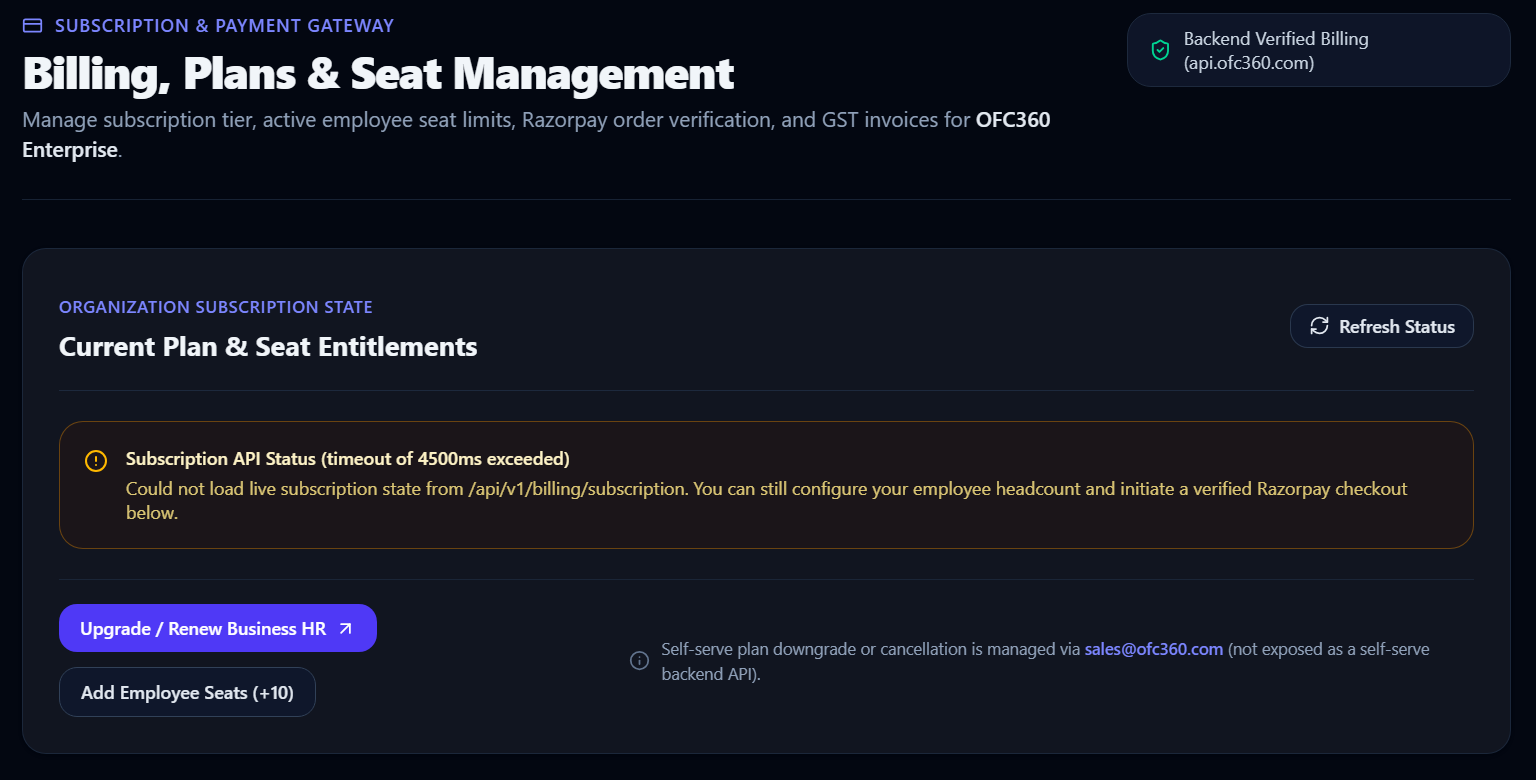 SUBSCRIPTION & PAYMENT GATEWAY
Billing, Plans & Seat Management
Manage subscription tier, active employee seat limits, Razorpay order verification, and GST invoices for OFC360
Enterprise.
Backend Verified Billing
(api.ofc360.com)
ORGANIZATION SUBSCRIPTION STATE
Current Plan & Seat Entitlements
Refresh Status
Subscription API Status (timeout of 4500ms exceeded)
Could not load live subscription state from /api/v1/billing/subscription. You can still configure your employee headcount and initiate a verified Razorpay checkout
below.
Upgrade / Renew Business HR
Add Employee Seats (+10)
Self-serve plan downgrade or cancellation is managed via sales@ofc360.com (not exposed as a self-serve
backend API).